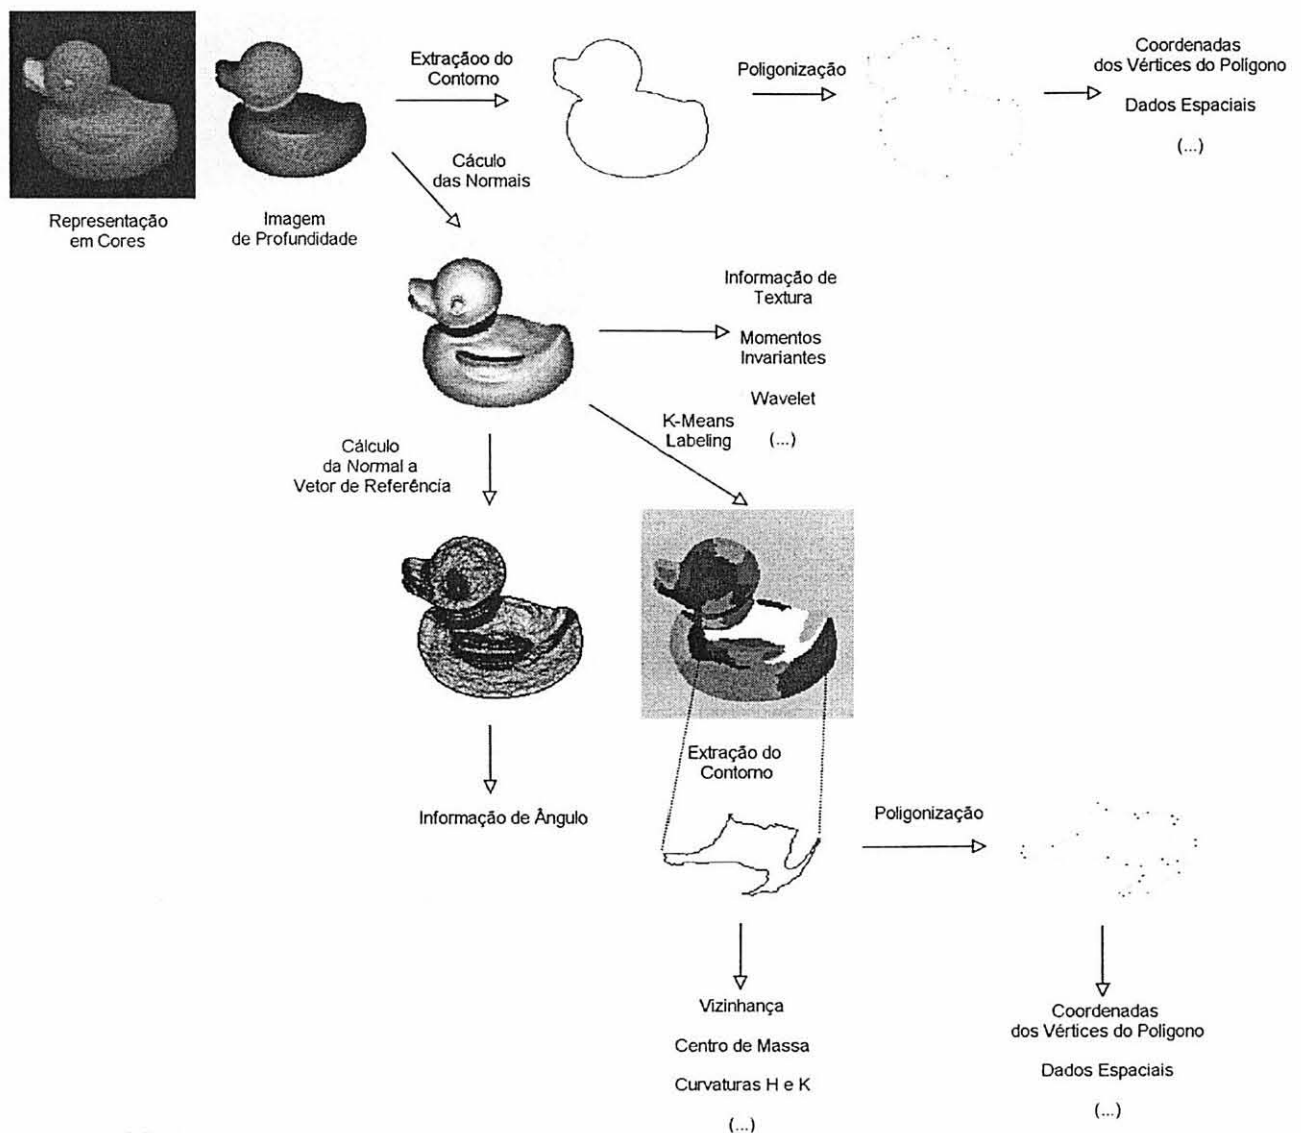 Extraçãoo do
Contorno
Poligonização
Coordenadas
dos Vértices do Polígono
Dados Espaciais
(...)
Cáculo
das Normais
Representação
em Cores
Imagem
de Profundidade
Informação de
Textura
Momentos
Invariantes
Wavelet
(...)
K-Means
Labeling
Cálculo
da Normal a
Vetor de Referência
Extração do
Contorno
Informação de Ângulo
Poligonização
Vizinhança
Centro de Massa
Curvaturas H e K
(...)
Coordenadas
dos Vértices do Polígono
Dados Espaciais
(...)